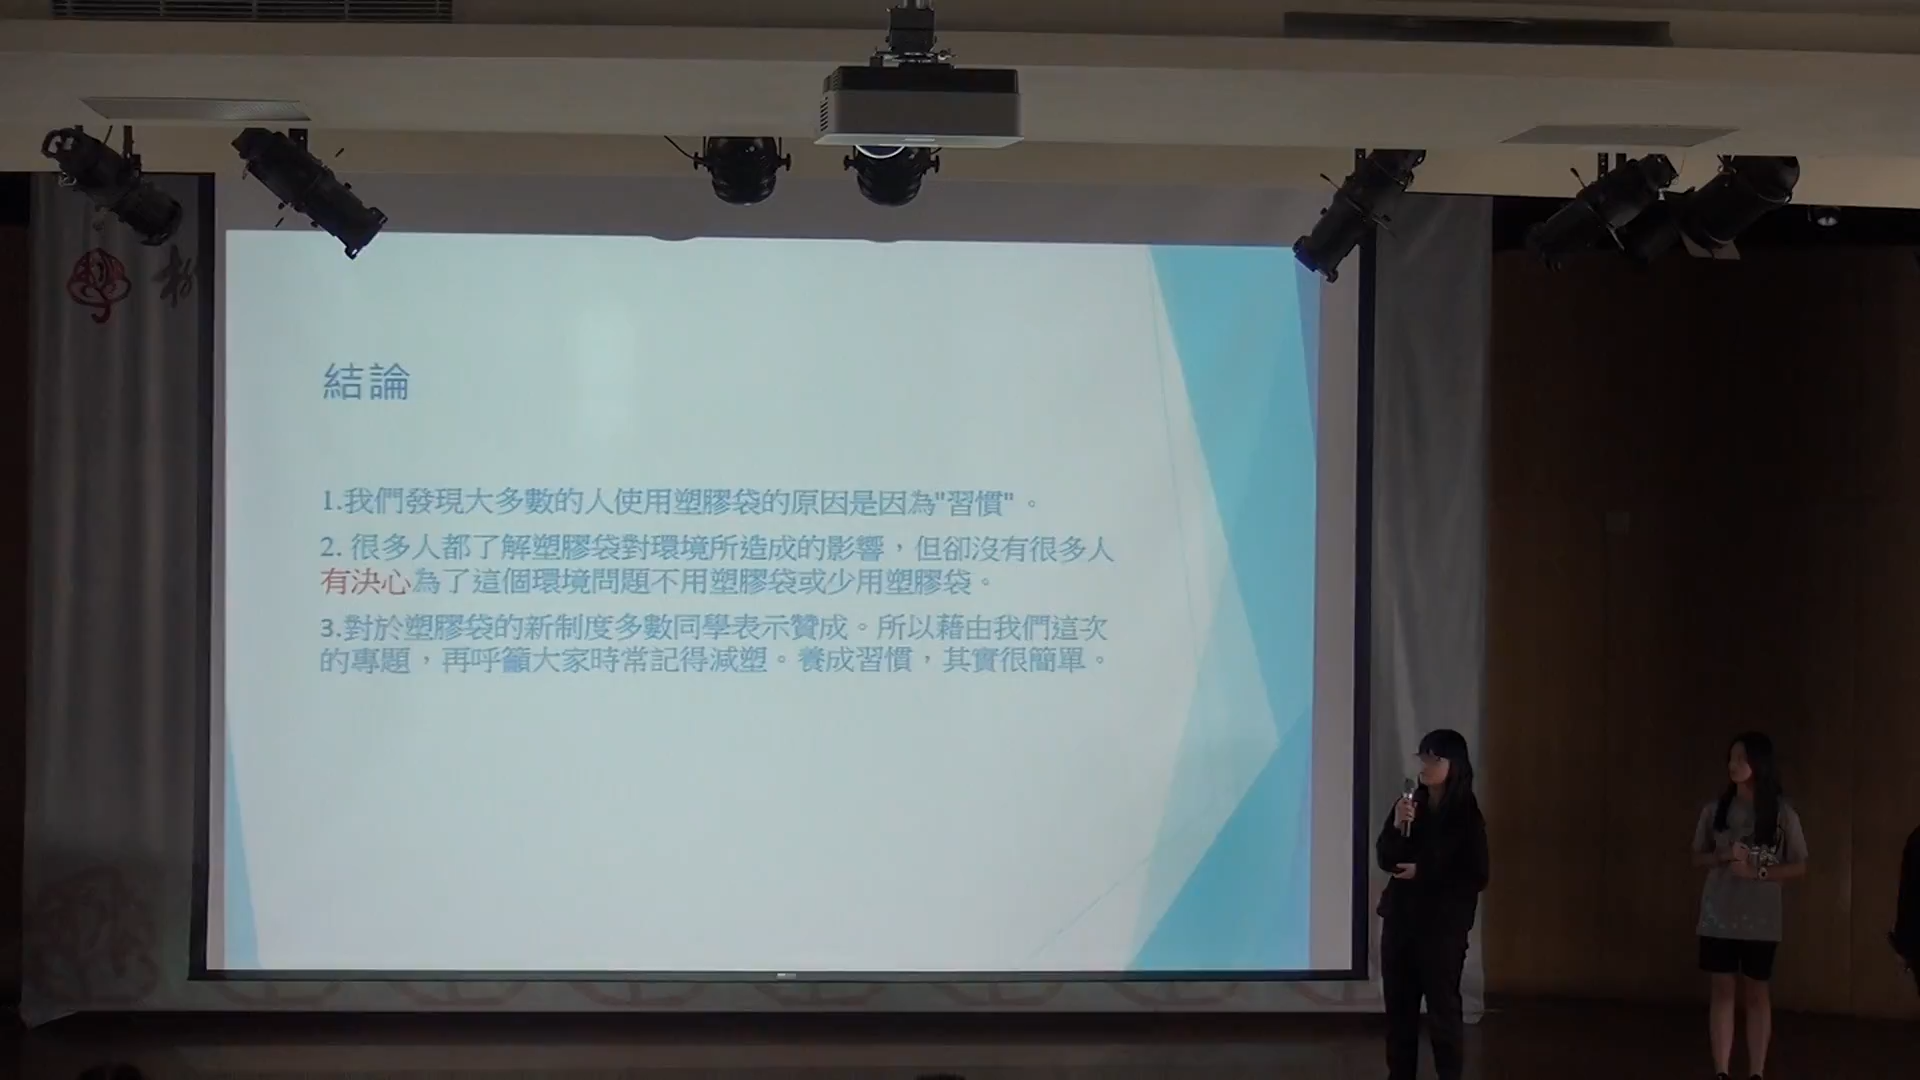 結論
1.我們發現大多數的人使用塑膠袋的原因是因為"習慣"。
2. 很多人都了解塑膠袋對環境所造成的影響，但卻沒有很多人
有決心為了這個環境問題不用塑膠袋或少用塑膠袋。
3.對於塑膠袋的新制度多數同學表示贊成。所以藉由我們這次
的專題，再呼籲大家時常記得減塑。養成習慣，其實很簡單。